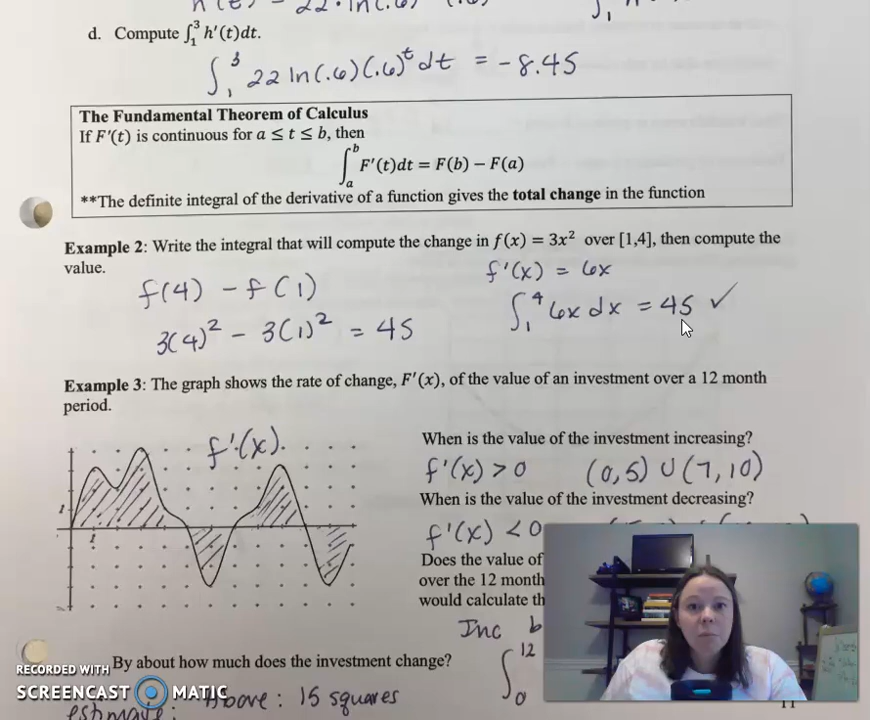 d. Compute ∫₁³ h'(t)dt.
∫₁³ 22 ln(.6)(.6)ᵗ dt = -8.45
The Fundamental Theorem of Calculus
If F'(t) is continuous for a ≤ t ≤ b, then
∫ₐᵇ F'(t)dt = F(b) − F(a)
**The definite integral of the derivative of a function gives the total change in the function
Example 2: Write the integral that will compute the change in f(x) = 3x² over [1,4], then compute the
value.
f(4) - f(1)
3(4)² - 3(1)² = 45
f'(x) = 6x
∫₁⁴ 6x dx = 45 ✓
Example 3: The graph shows the rate of change, F'(x), of the value of an investment over a 12 month
period.
f'(x).
1
1
When is the value of the investment increasing?
f'(x) > 0 (0,5) ∪ (7,10)
When is the value of the investment decreasing?
f'(x) < 0
Does the value of
over the 12 month
would calculate th
Inc b
∫₀¹²
By about how much does the investment change?
Above: 15 squares
estimate:
RECORDED WITH
SCREENCAST MATIC
11